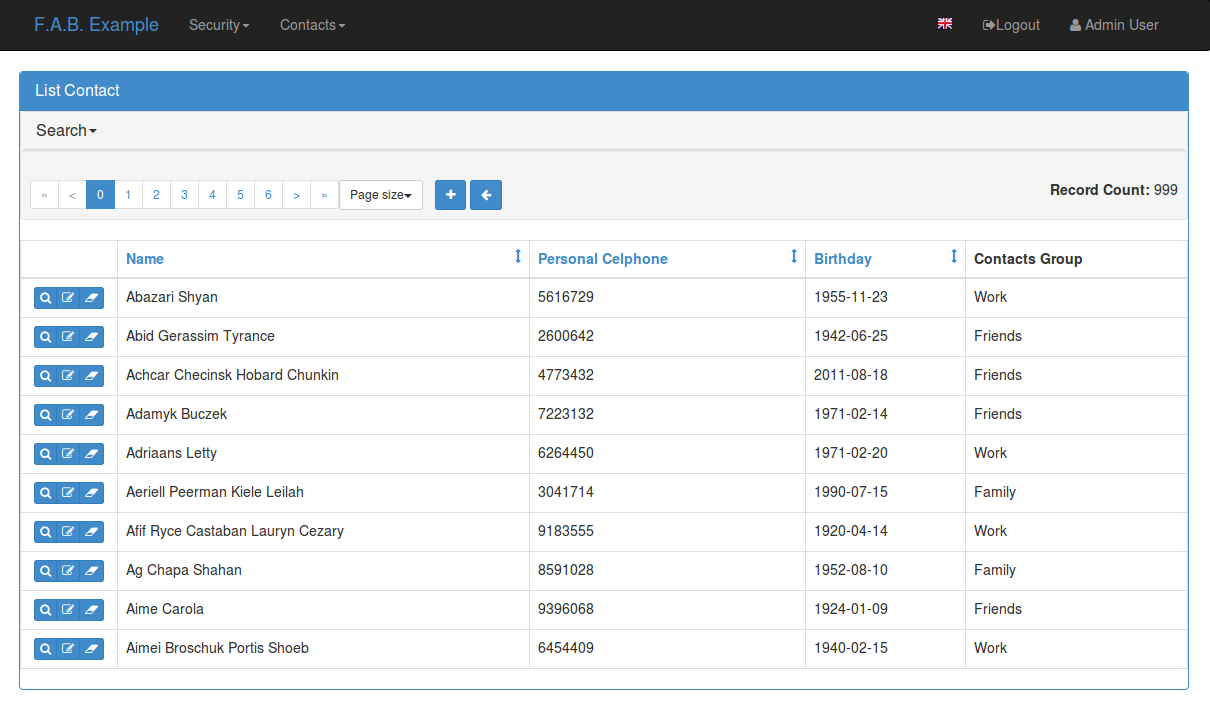 F.A.B. Example Security Contacts Logout Admin User
List Contact
Search
« < 0 1 2 3 4 5 6 > » Page size Record Count: 999
Name Personal Celphone Birthday Contacts Group
Abazari Shyan 5616729 1955-11-23 Work
Abid Gerassim Tyrance 2600642 1942-06-25 Friends
Achcar Checinsk Hobard Chunkin 4773432 2011-08-18 Friends
Adamyk Buczek 7223132 1971-02-14 Friends
Adriaans Letty 6264450 1971-02-20 Work
Aeriell Peerman Kiele Leilah 3041714 1990-07-15 Family
Afif Ryce Castaban Lauryn Cezary 9183555 1920-04-14 Work
Ag Chapa Shahan 8591028 1952-08-10 Family
Aime Carola 9396068 1924-01-09 Friends
Aimei Broschuk Portis Shoeb 6454409 1940-02-15 Work